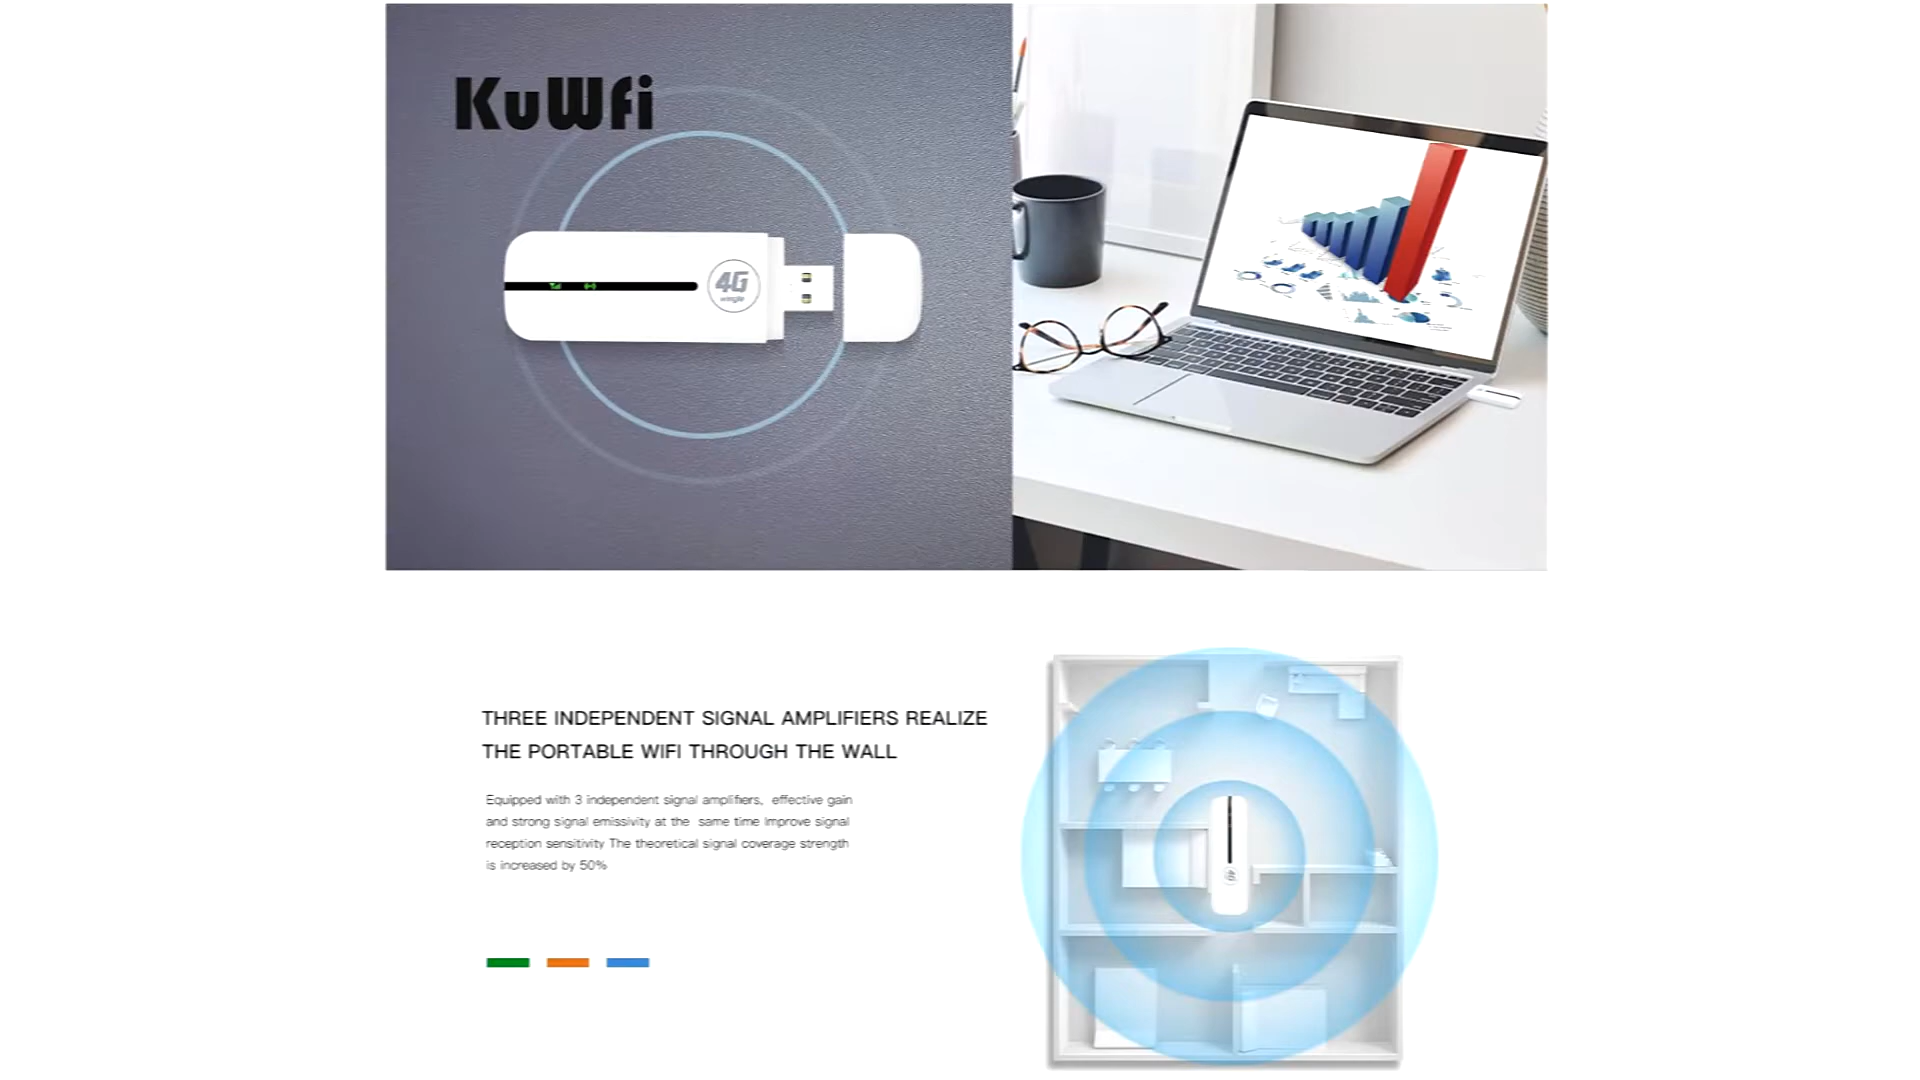 KuWfi
4G
wingle
THREE INDEPENDENT SIGNAL AMPLIFIERS REALIZE
THE PORTABLE WIFI THROUGH THE WALL
Equipped with 3 independent signal amplifiers, effective gain
and strong signal emissivity at the same time Improve signal
reception sensitivity The theoretical signal coverage strength
is increased by 50%
4G